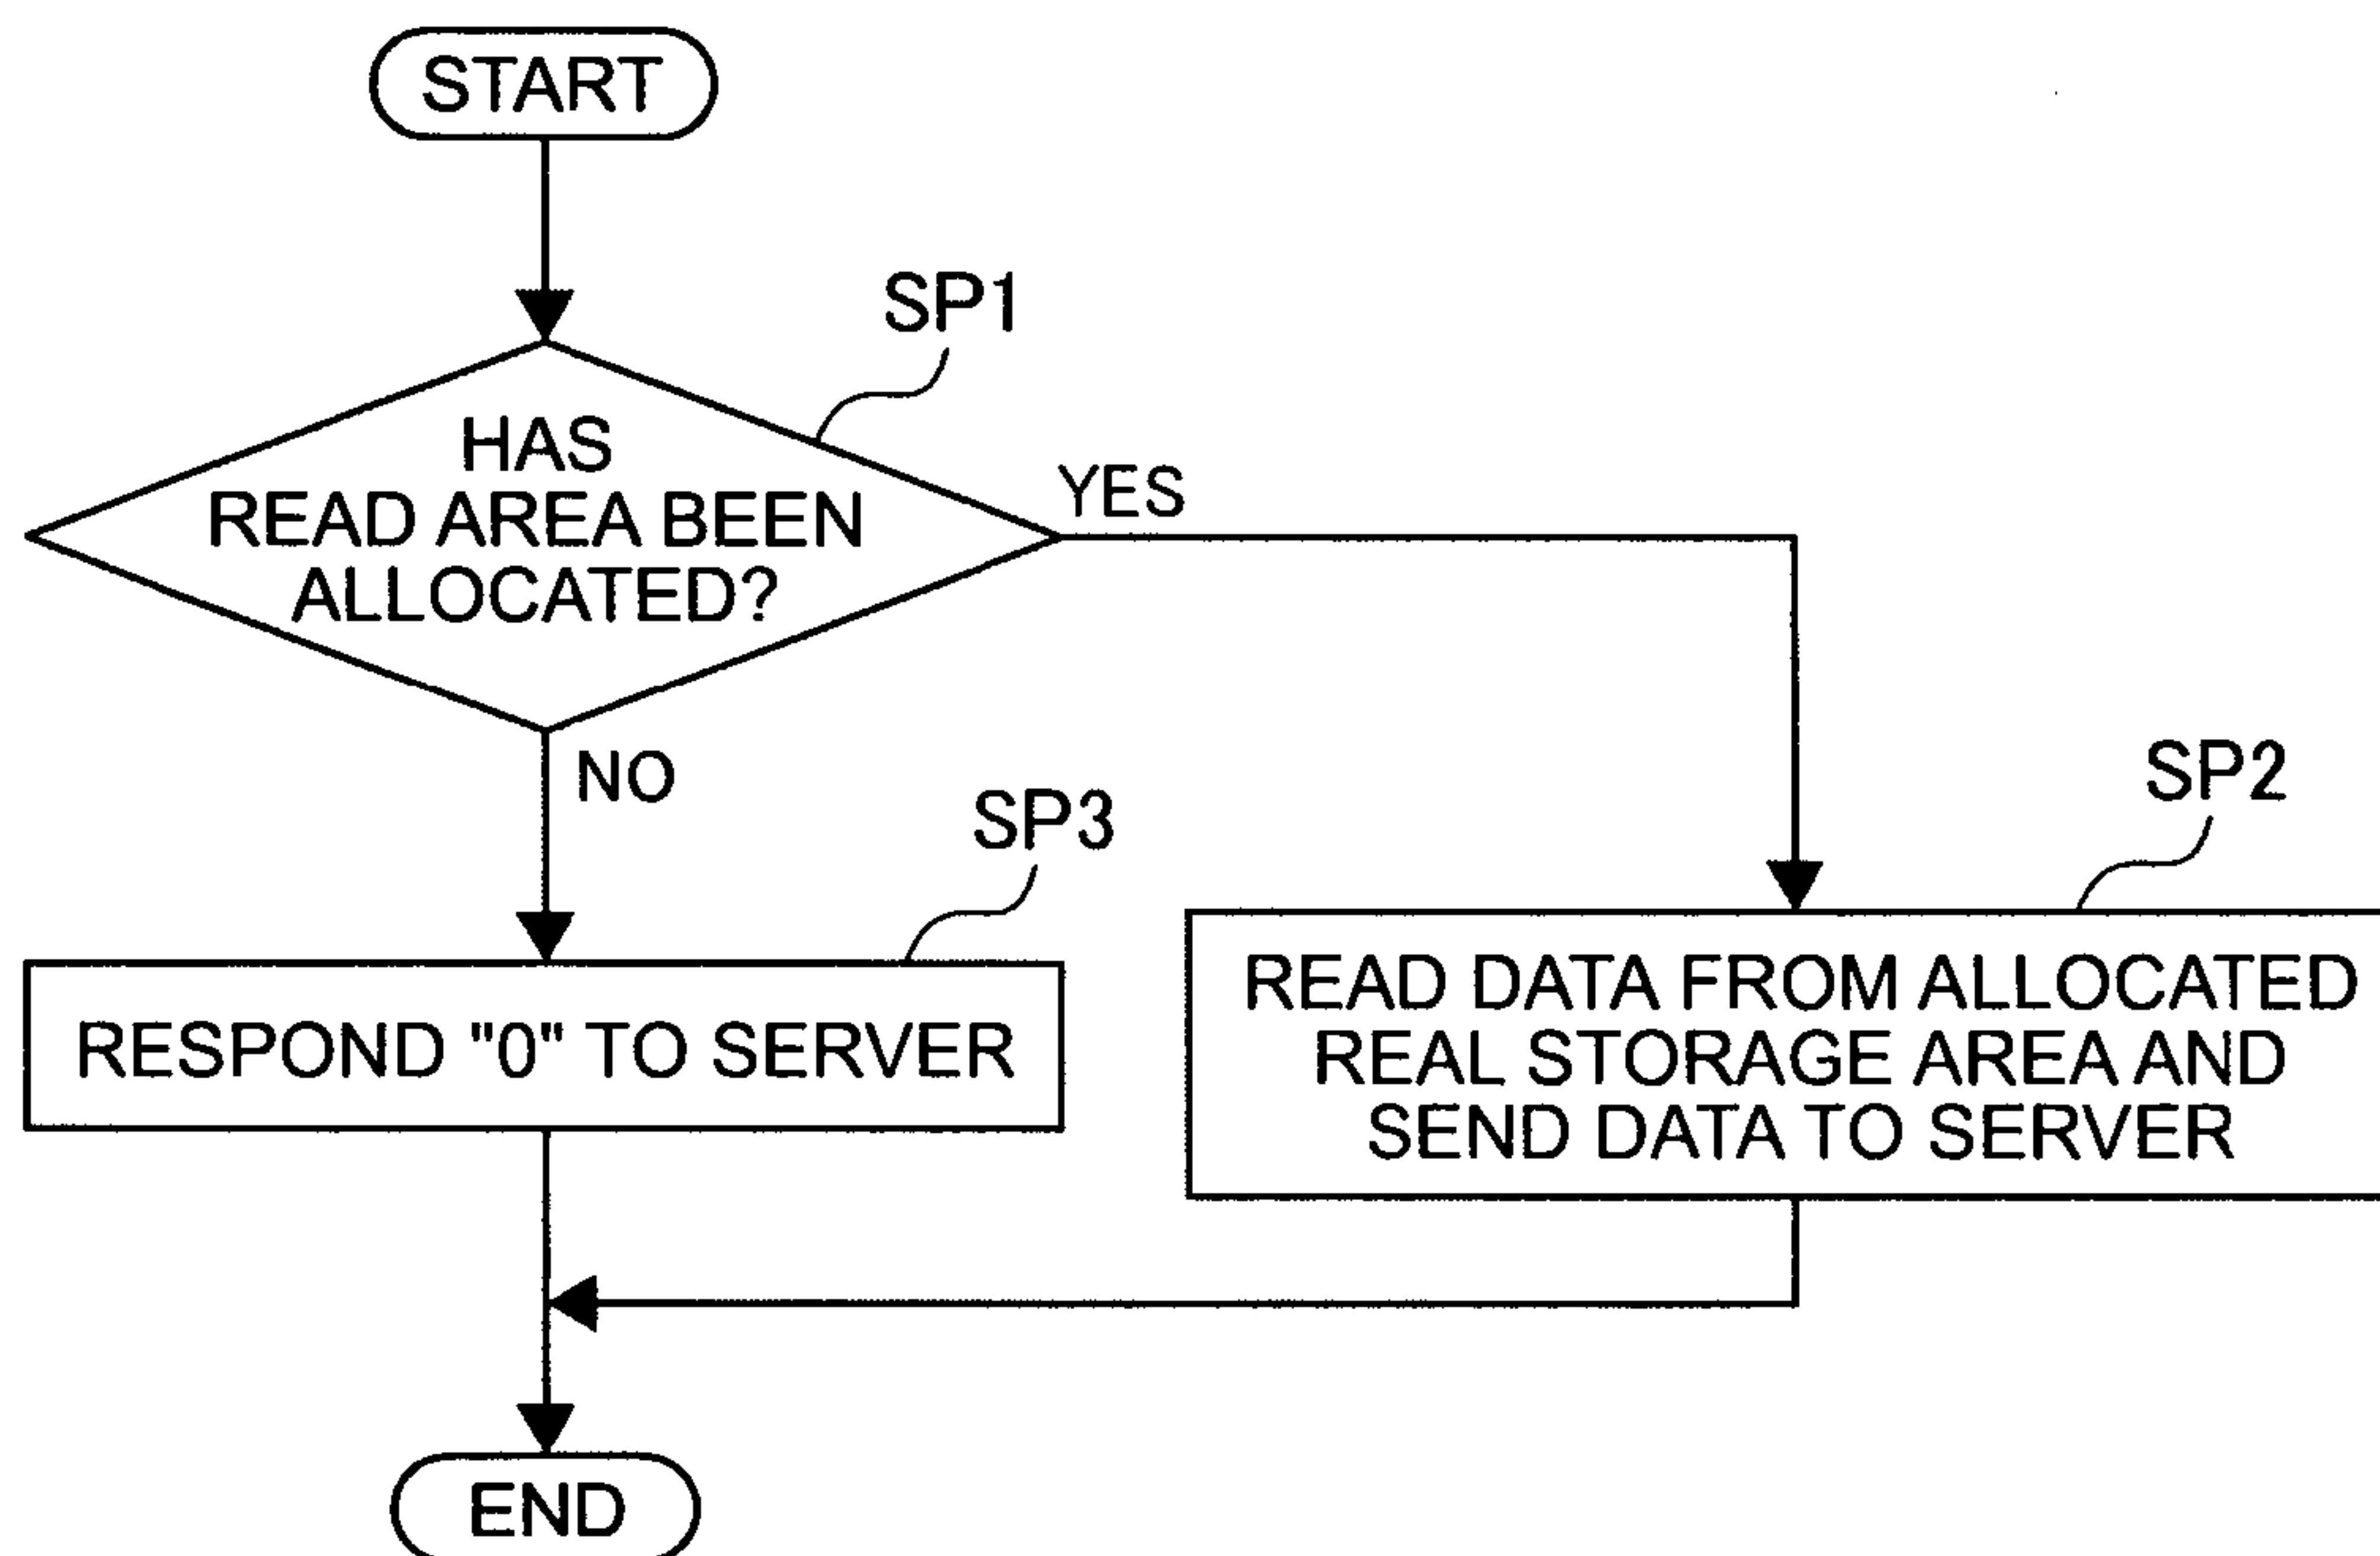 START
SP1
HAS
READ AREA BEEN
ALLOCATED?
YES
NO
SP3
SP2
RESPOND "0" TO SERVER
READ DATA FROM ALLOCATED
REAL STORAGE AREA AND
SEND DATA TO SERVER
END